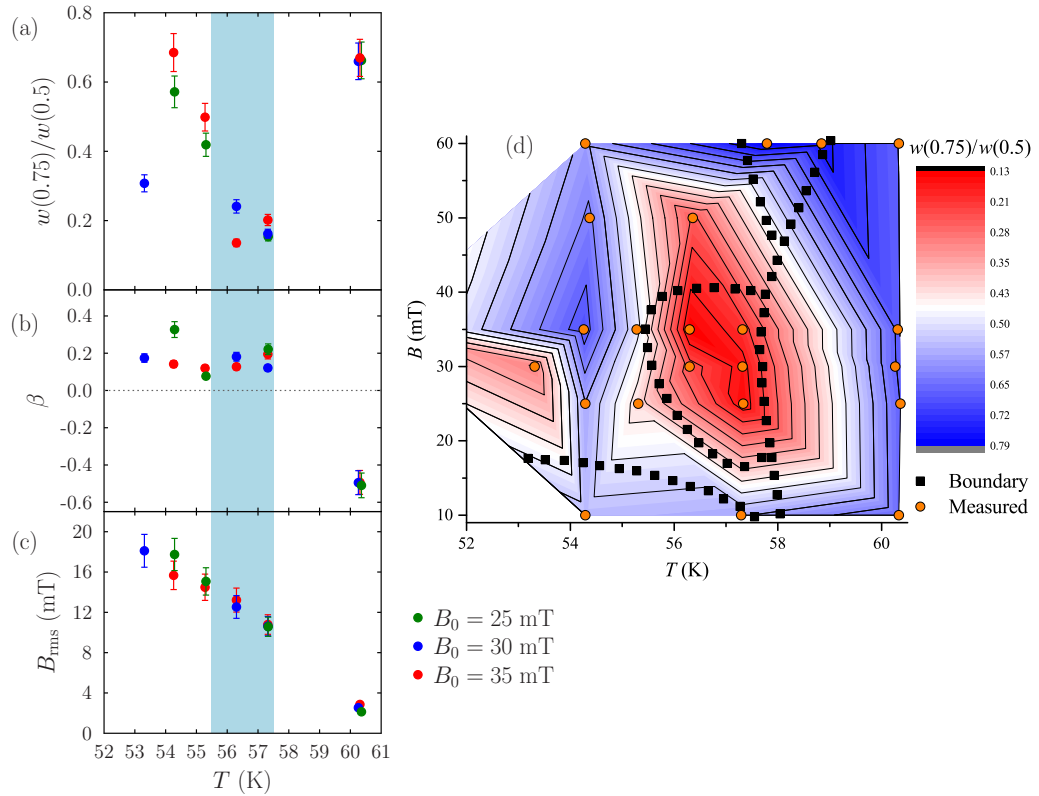 (a)
0.8
0.6
0.4
0.2
0.0
w(0.75)/w(0.5)
(b)
0.4
0.2
0.0
-0.2
-0.4
-0.6
β
(c)
20
16
12
8
4
0
B_rms (mT)
52 53 54 55 56 57 58 59 60 61
T (K)
B_0 = 25 mT
B_0 = 30 mT
B_0 = 35 mT
(d)
60
50
40
30
20
10
B (mT)
52 54 56 58 60
T (K)
w(0.75)/w(0.5)
0.13
0.21
0.28
0.35
0.43
0.50
0.57
0.65
0.72
0.79
Boundary
Measured